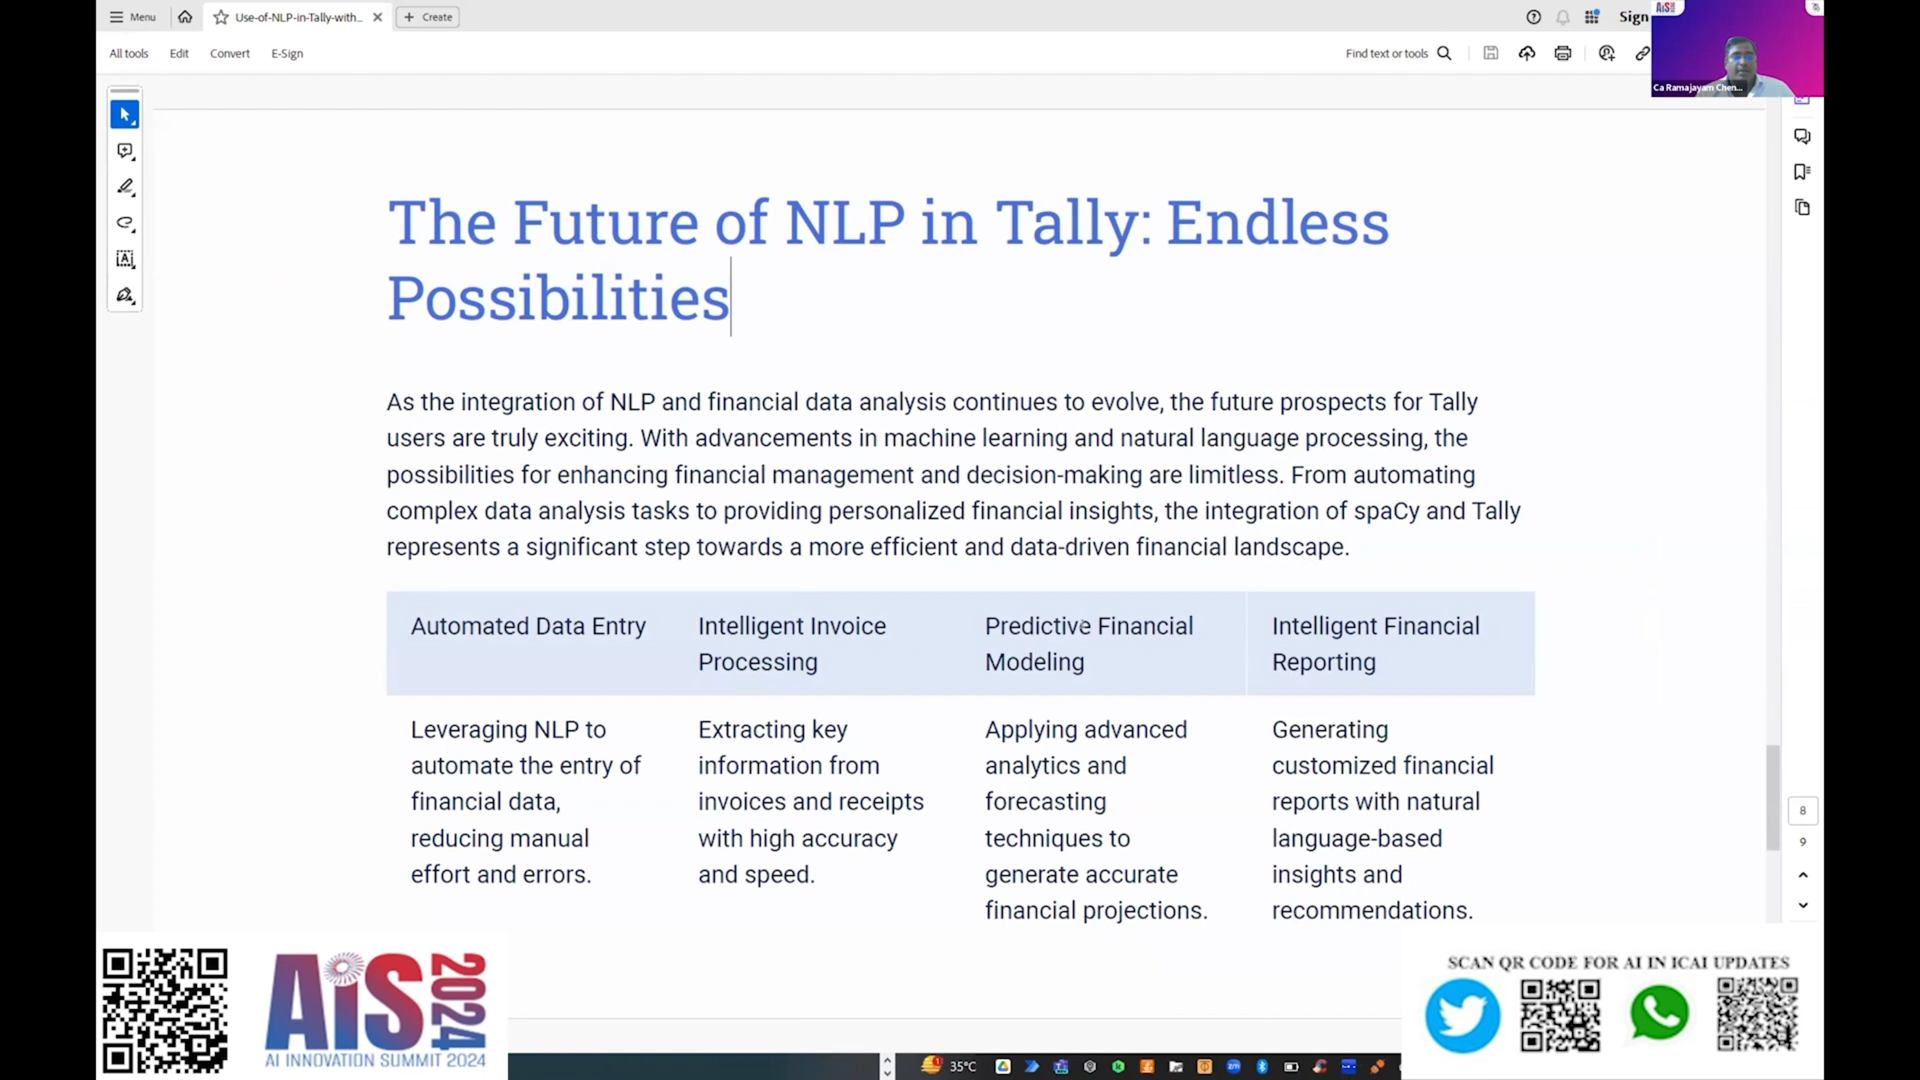 Menu
Use-of-NLP-in-Tally-with...
Create
Sign
AiS
All tools
Edit
Convert
E-Sign
Find text or tools
Ca Ramajayam Chen...
The Future of NLP in Tally: Endless
Possibilities
As the integration of NLP and financial data analysis continues to evolve, the future prospects for Tally
users are truly exciting. With advancements in machine learning and natural language processing, the
possibilities for enhancing financial management and decision-making are limitless. From automating
complex data analysis tasks to providing personalized financial insights, the integration of spaCy and Tally
represents a significant step towards a more efficient and data-driven financial landscape.
Automated Data Entry
Leveraging NLP to
automate the entry of
financial data,
reducing manual
effort and errors.
Intelligent Invoice
Processing
Extracting key
information from
invoices and receipts
with high accuracy
and speed.
Predictive Financial
Modeling
Applying advanced
analytics and
forecasting
techniques to
generate accurate
financial projections.
Intelligent Financial
Reporting
Generating
customized financial
reports with natural
language-based
insights and
recommendations.
8
9
AiS 2024
AI INNOVATION SUMMIT 2024
SCAN QR CODE FOR AI IN ICAI UPDATES
35°C